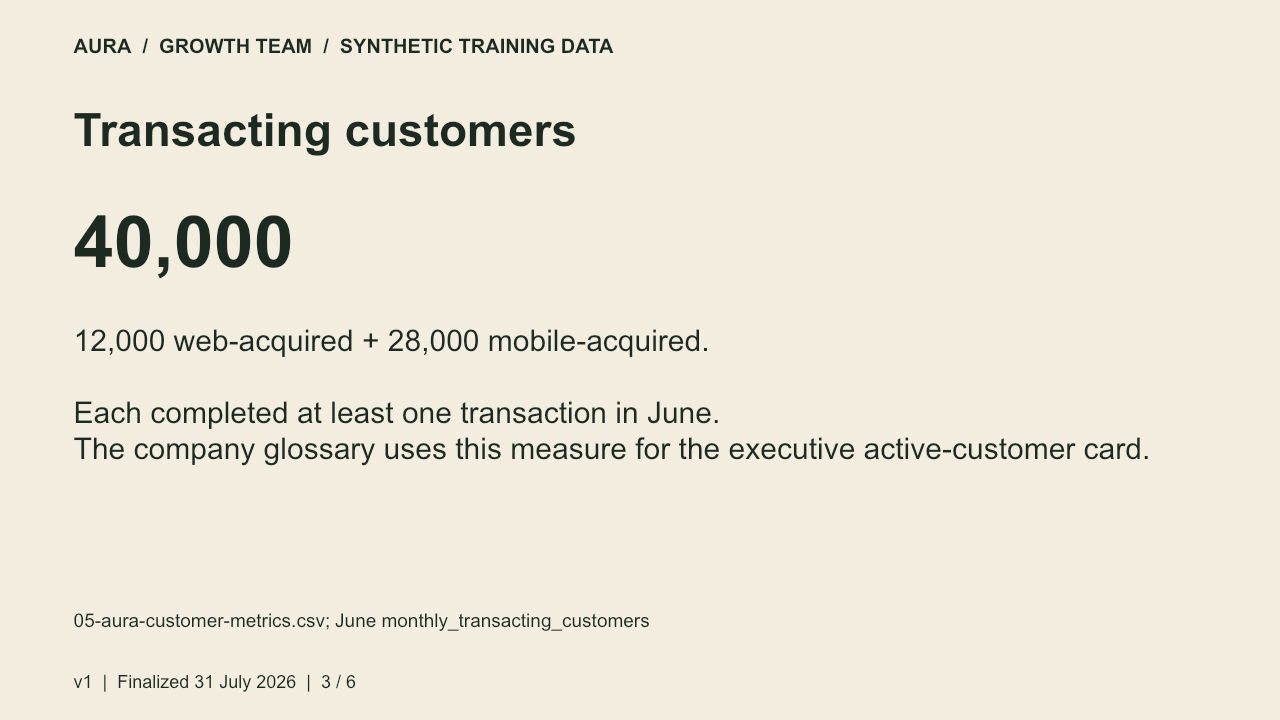 AURA / GROWTH TEAM / SYNTHETIC TRAINING DATA
Transacting customers
40,000
12,000 web-acquired + 28,000 mobile-acquired.
Each completed at least one transaction in June.
The company glossary uses this measure for the executive active-customer card.
05-aura-customer-metrics.csv; June monthly_transacting_customers
v1 | Finalized 31 July 2026 | 3 / 6